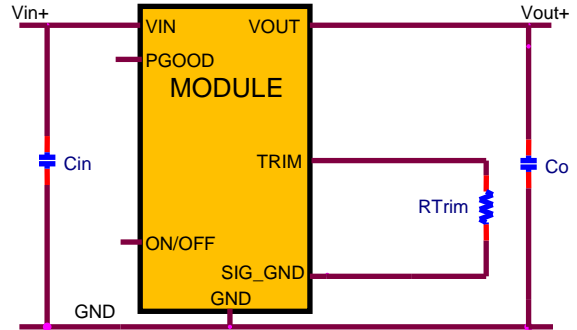 Vin+
Vout+
VIN
VOUT
PGOOD
MODULE
Cin
TRIM
Co
RTrim
ON/OFF
SIG_GND
GND
GND